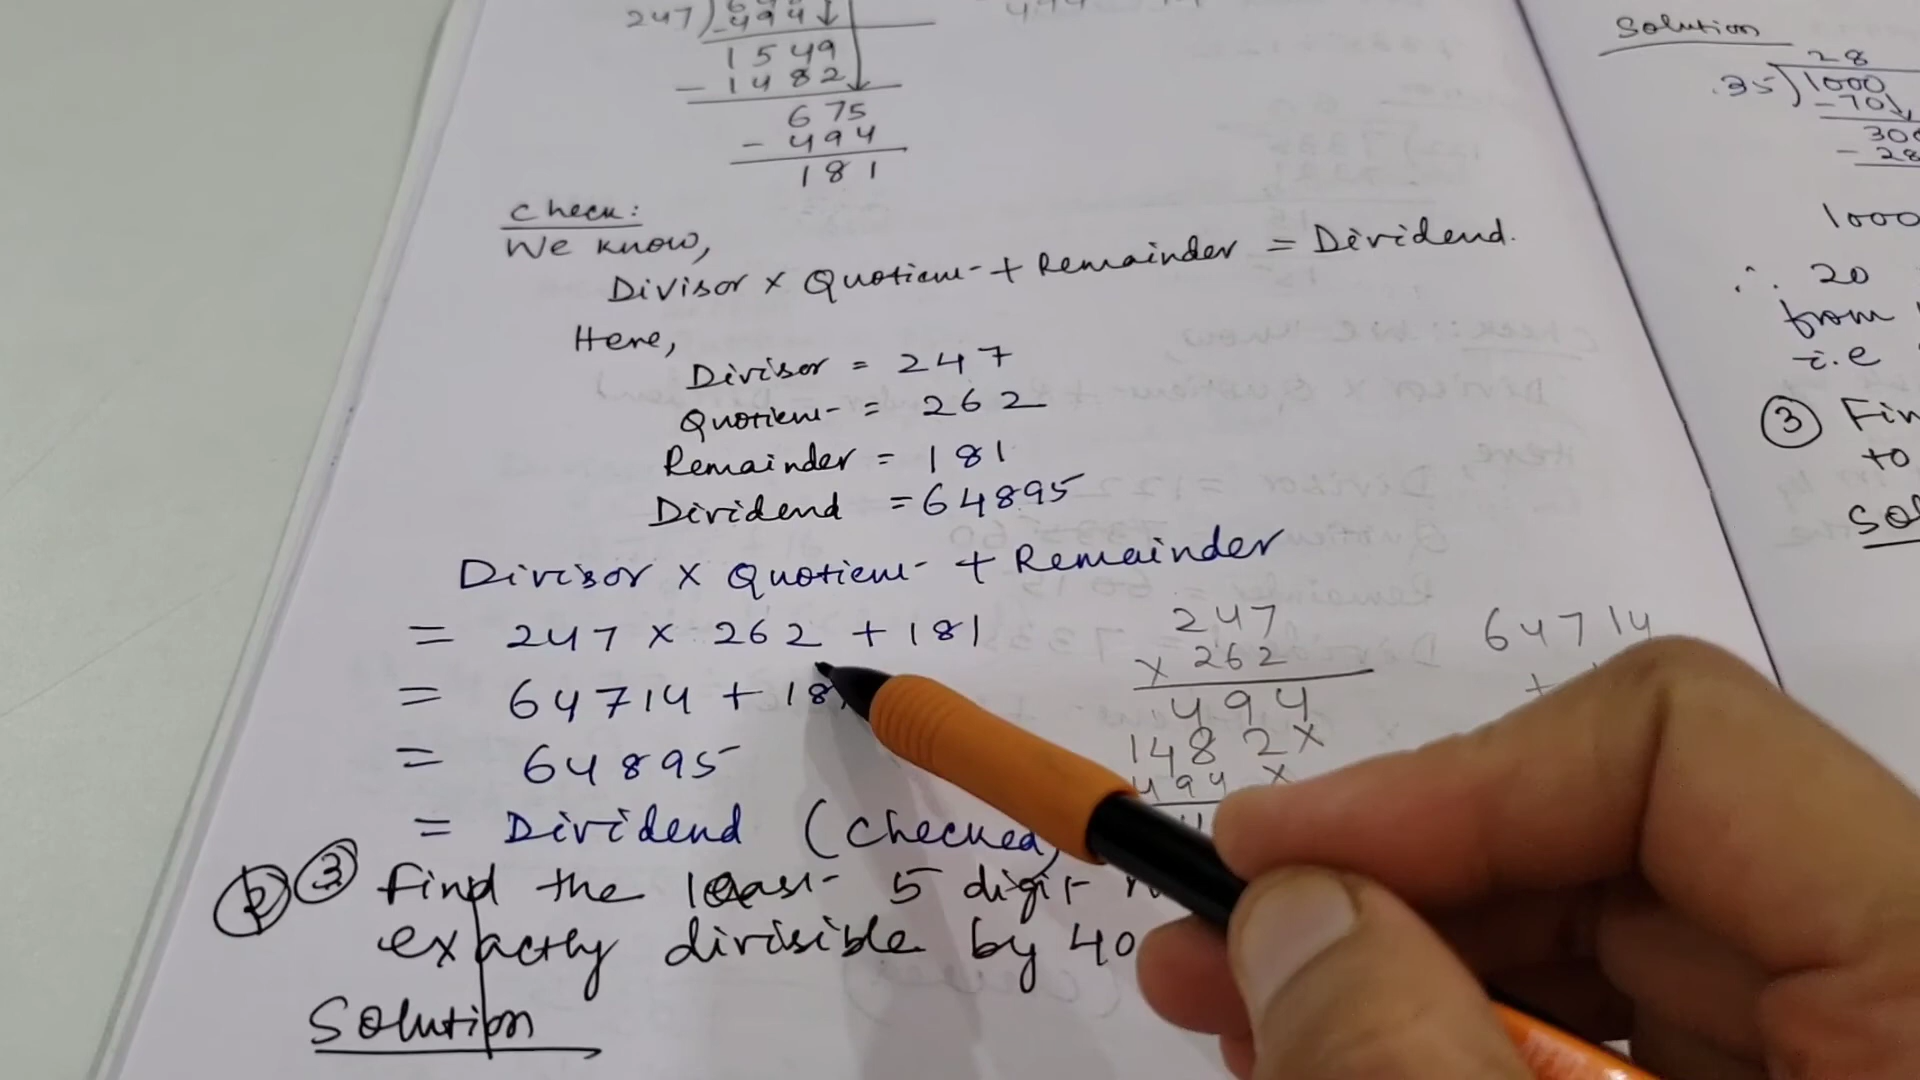 247)
- 494
1549
- 1482
675
- 494
181
Check:
We know,
Divisor × Quotient + Remainder = Dividend.
Here,
Divisor = 247
Quotient = 262
Remainder = 181
Dividend = 64895
Divisor × Quotient + Remainder
= 247 × 262 + 181
= 64714 + 18
= 64895
= Dividend (Checked)
③ Find the least 5 digit
exactly divisible by 40
Solution
247
× 262
494
1482×
494×
64714
+
Solution
28
35)1000
-70↓
300
- 28
1000
∴ 20
from
i.e
③ Fin
to
Sol